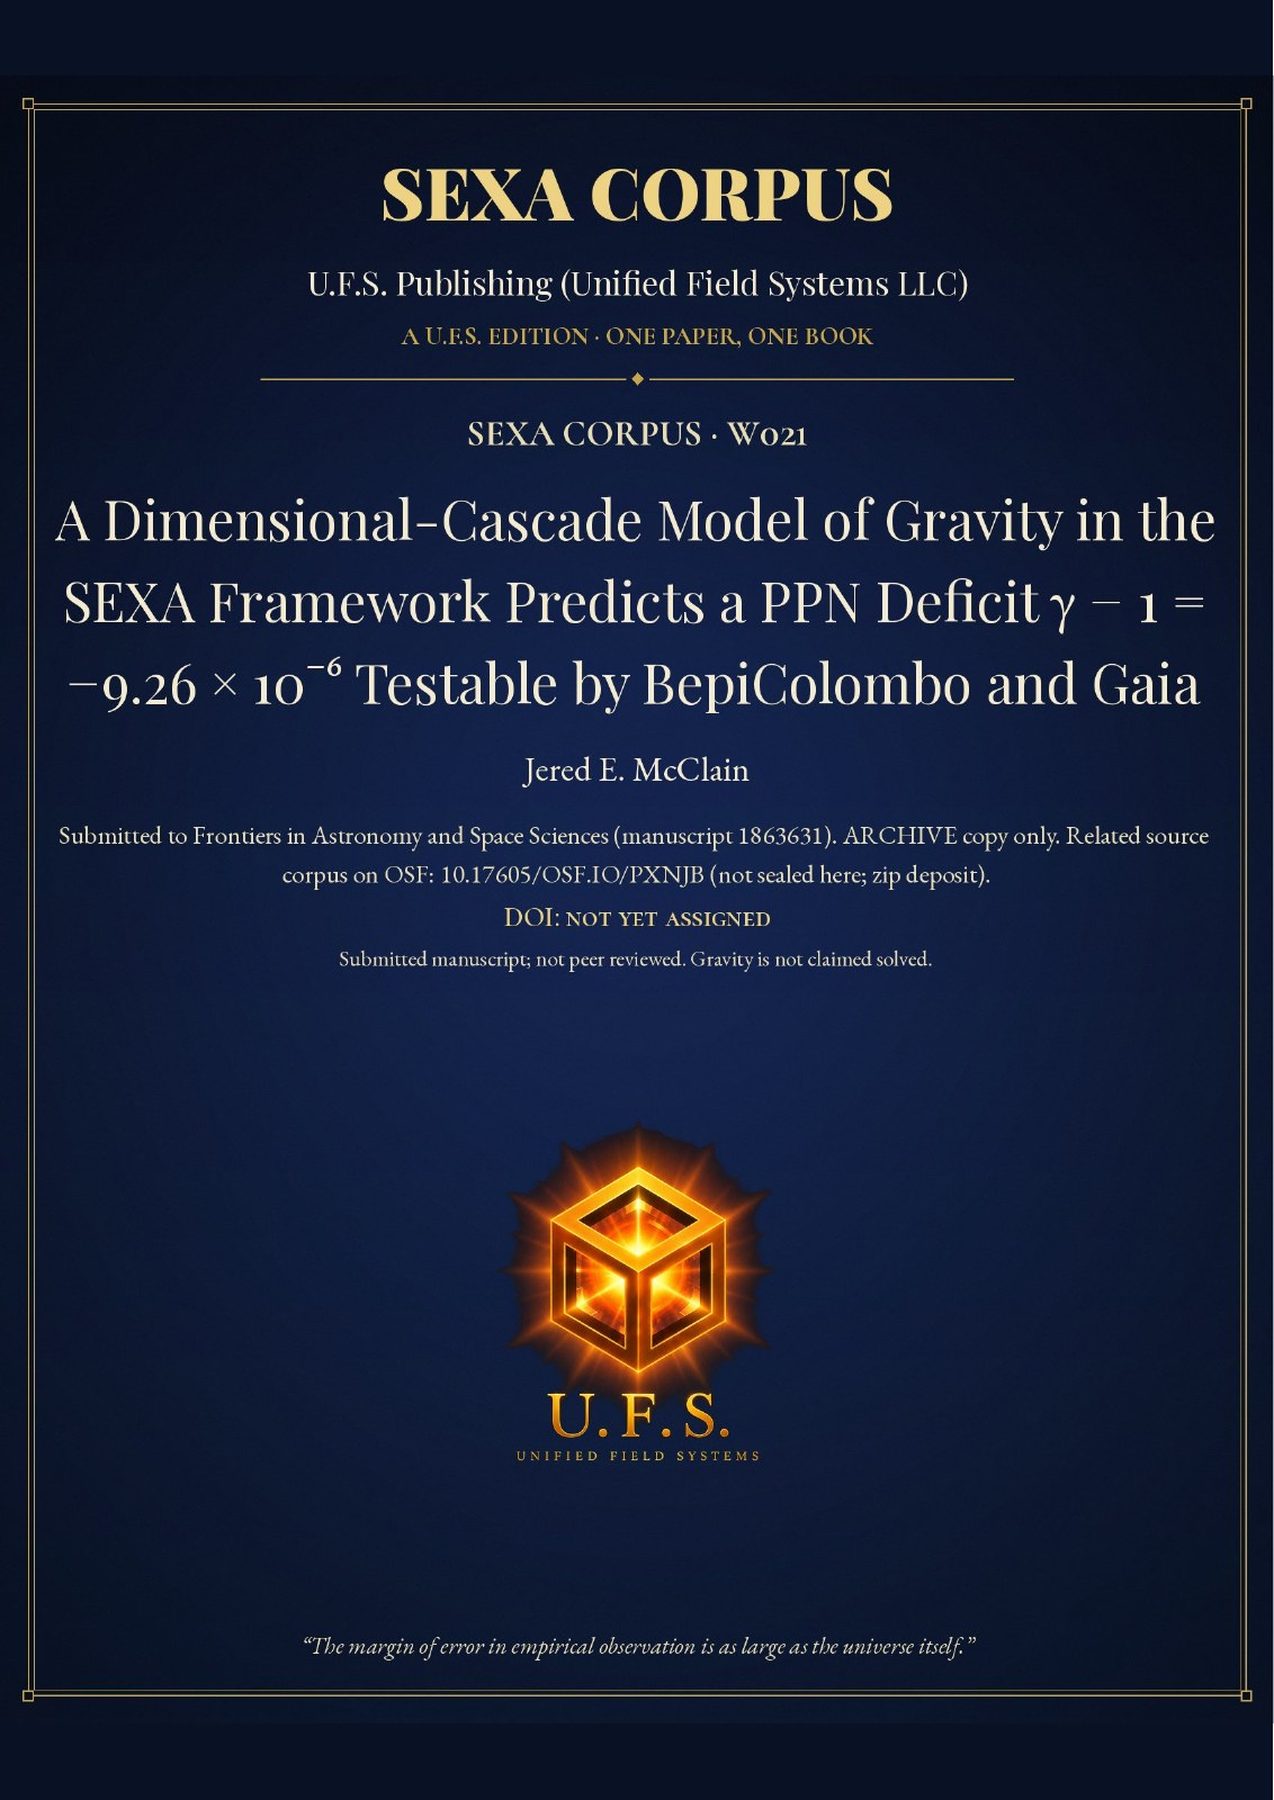 SEXA CORPUS
U.F.S. Publishing (Unified Field Systems LLC)
A U.F.S. EDITION · ONE PAPER, ONE BOOK
SEXA CORPUS · W021
A Dimensional-Cascade Model of Gravity in the
SEXA Framework Predicts a PPN Deficit γ − 1 =
−9.26 × 10⁻⁶ Testable by BepiColombo and Gaia
Jered E. McClain
Submitted to Frontiers in Astronomy and Space Sciences (manuscript 1863631). ARCHIVE copy only. Related source
corpus on OSF: 10.17605/OSF.IO/PXNJB (not sealed here; zip deposit).
DOI: NOT YET ASSIGNED
Submitted manuscript; not peer reviewed. Gravity is not claimed solved.
U.F.S.
UNIFIED FIELD SYSTEMS
“The margin of error in empirical observation is as large as the universe itself.”